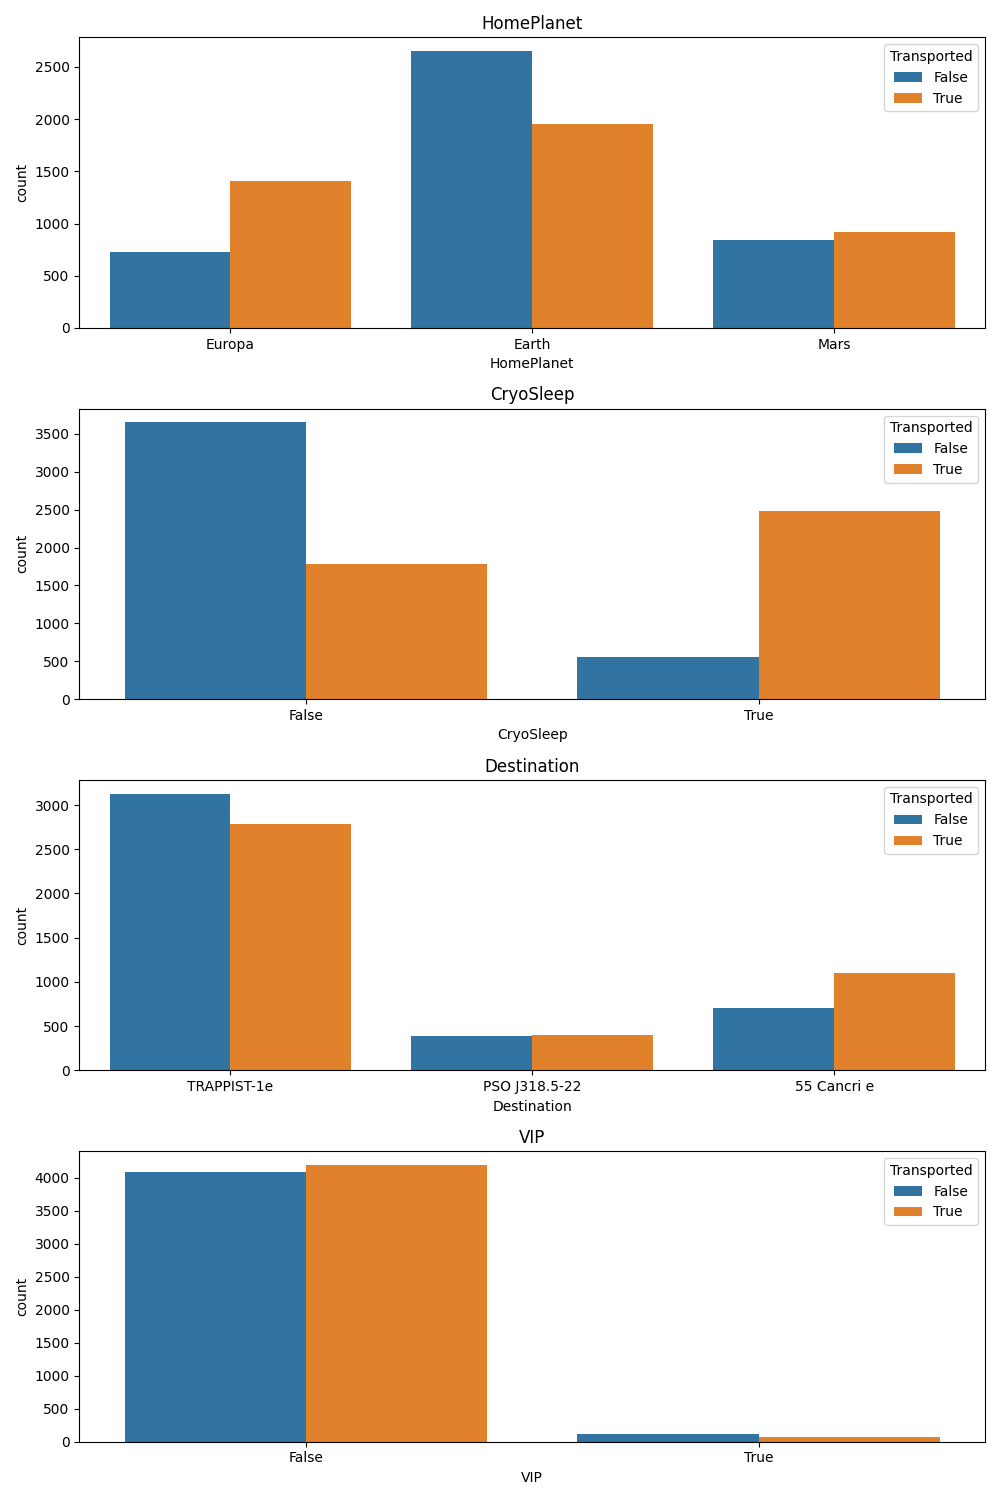 HomePlanet
Transported
False
True
2500
2000
1500
1000
500
0
count
Europa Earth Mars
HomePlanet
CryoSleep
Transported
False
True
3500
3000
2500
2000
1500
1000
500
0
count
False True
CryoSleep
Destination
Transported
False
True
3000
2500
2000
1500
1000
500
0
count
TRAPPIST-1e PSO J318.5-22 55 Cancri e
Destination
VIP
Transported
False
True
4000
3500
3000
2500
2000
1500
1000
500
0
count
False True
VIP